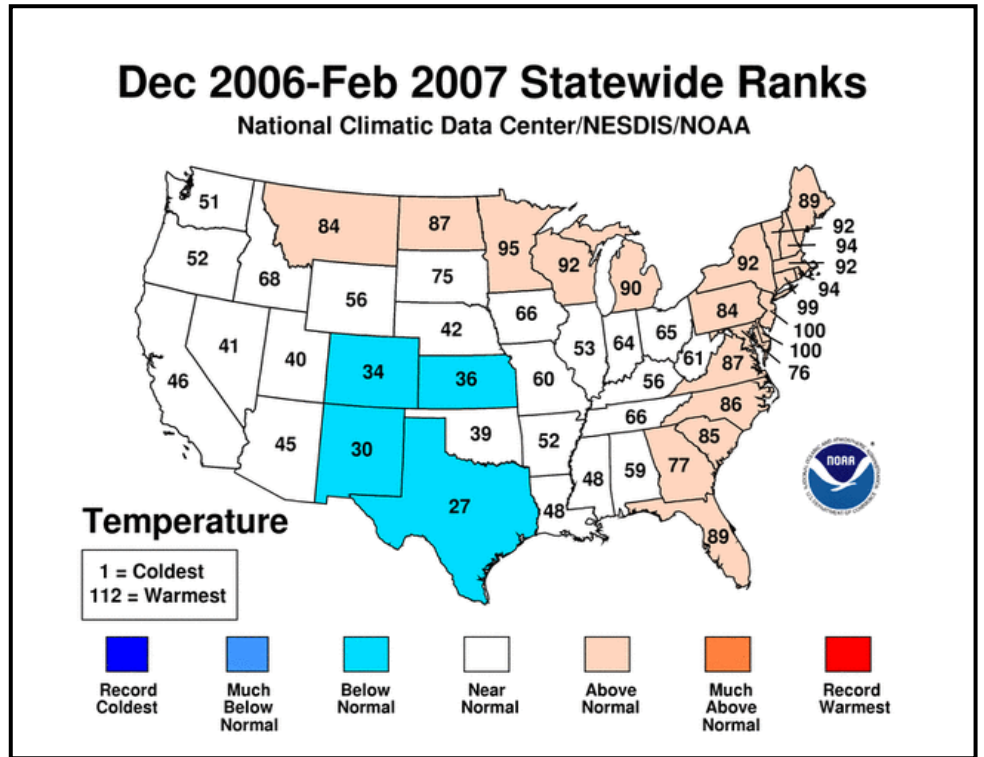 Dec 2006-Feb 2007 Statewide Ranks
National Climatic Data Center/NESDIS/NOAA
51
84
87
95
89
92
94
92
94
99
100
100
76
52
68
56
75
92
90
92
84
66
42
41
40
34
36
53
64
65
61
87
60
56
86
46
45
30
39
52
66
85
27
48
48
59
77
89
NOAA
Temperature
1 = Coldest
112 = Warmest
Record
Coldest
Much
Below
Normal
Below
Normal
Near
Normal
Above
Normal
Much
Above
Normal
Record
Warmest